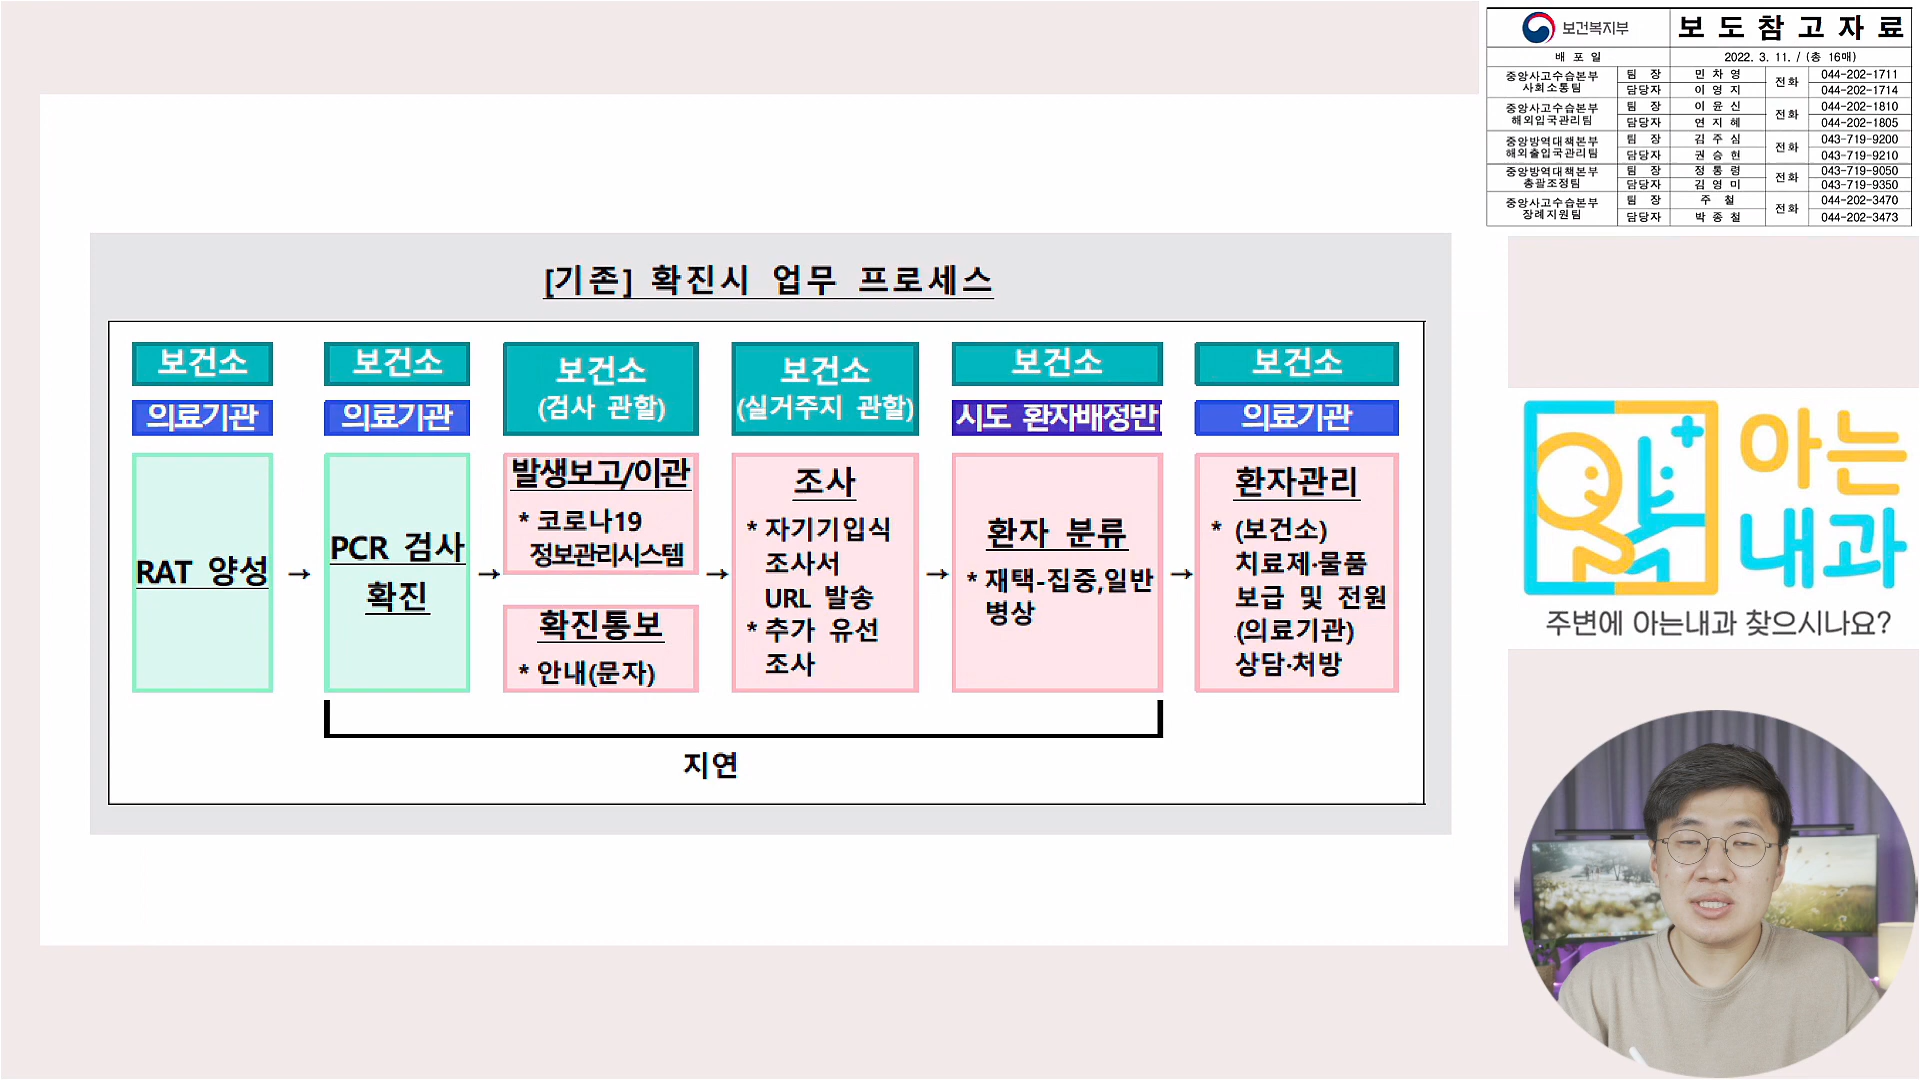 [기존] 확진시 업무 프로세스
보건소
의료기관
RAT 양성
→
보건소
의료기관
PCR 검사
확진
→
보건소
(검사 관할)
발생보고/이관
* 코로나19
정보관리시스템
확진통보
* 안내(문자)
→
보건소
(실거주지 관할)
조사
* 자기기입식
조사서
URL 발송
* 추가 유선
조사
→
보건소
시도 환자배정반
환자 분류
* 재택-집중,일반
병상
→
보건소
의료기관
환자관리
* (보건소)
치료제·물품
보급 및 전원
(의료기관)
상담·처방
지연
보건복지부
보도참고자료
배 포 일
2022. 3. 11. / (총 16매)
중앙사고수습본부
사회소통팀
팀 장
민 차 영
전화
044-202-1711
담당자
이 영 지
044-202-1714
중앙사고수습본부
해외입국관리팀
팀 장
이 윤 신
전화
044-202-1810
담당자
연 지 혜
044-202-1805
중앙방역대책본부
해외출입국관리팀
팀 장
김 주 심
전화
043-719-9200
담당자
권 승 현
043-719-9210
중앙방역대책본부
총괄조정팀
팀 장
정 통 령
전화
043-719-9050
담당자
김 영 미
043-719-9350
중앙사고수습본부
장례지원팀
팀 장
주 철
전화
044-202-3470
담당자
박 종 철
044-202-3473
아는
내과
주변에 아는내과 찾으시나요?